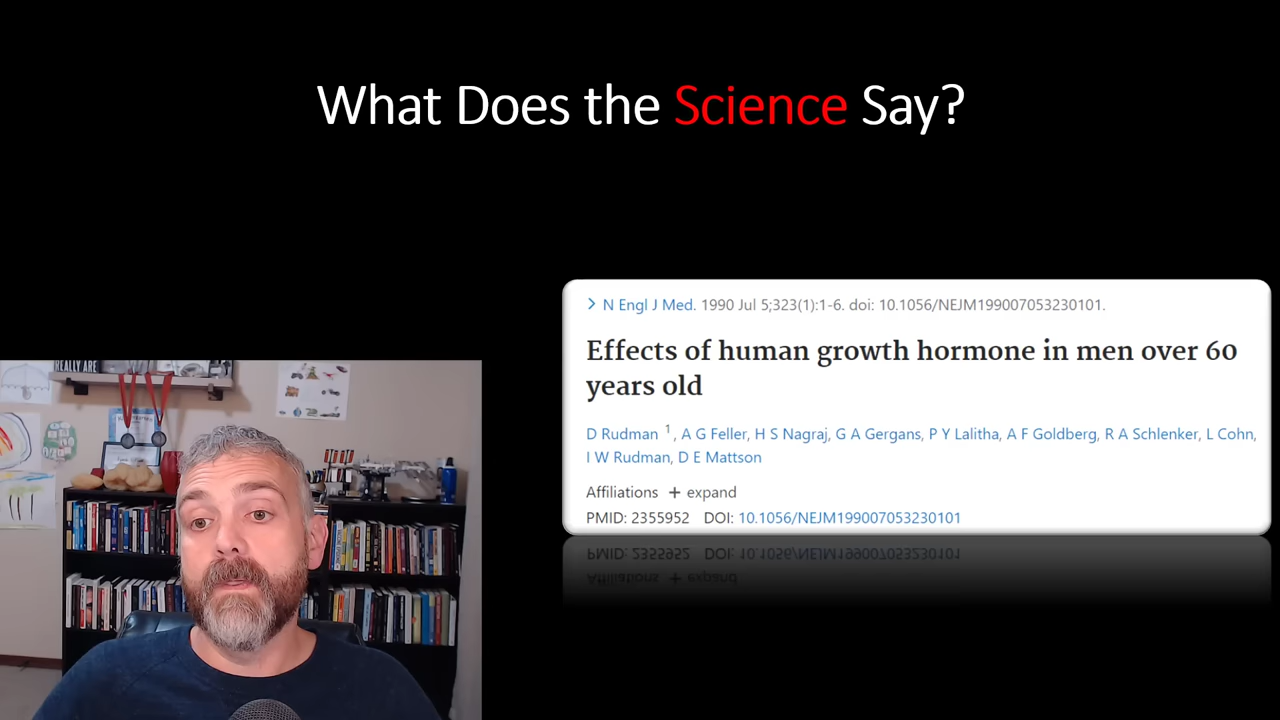 What Does the Science Say?
> N Engl J Med. 1990 Jul 5;323(1):1-6. doi: 10.1056/NEJM199007053230101.
Effects of human growth hormone in men over 60
years old
D Rudman 1, A G Feller, H S Nagraj, G A Gergans, P Y Lalitha, A F Goldberg, R A Schlenker, L Cohn,
I W Rudman, D E Mattson
Affiliations + expand
PMID: 2355952 DOI: 10.1056/NEJM199007053230101
REALLY ARE